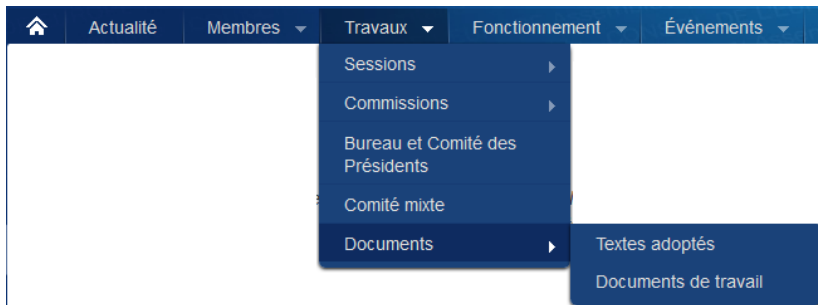 Actualité Membres Travaux Fonctionnement Événements
Sessions
Commissions
Bureau et Comité des
Présidents
Comité mixte
Documents Textes adoptés
Documents de travail